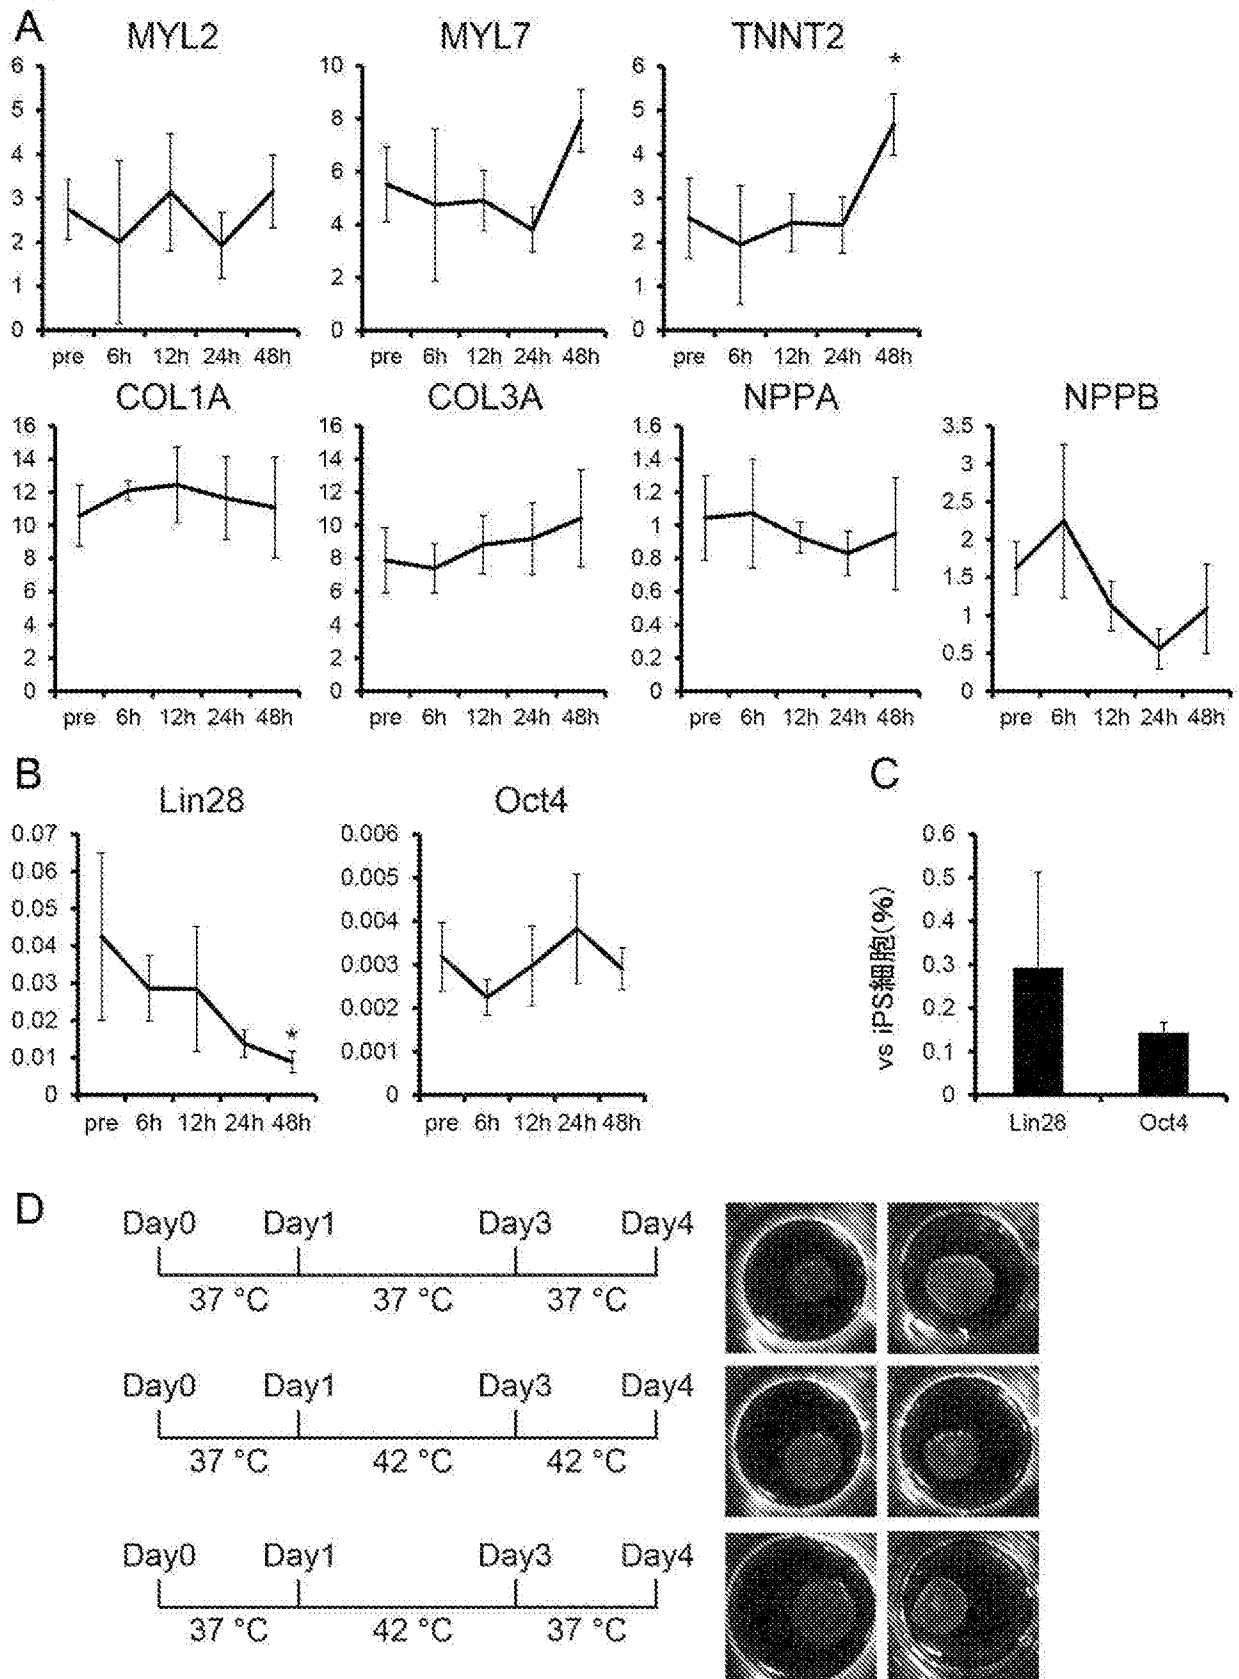 A
MYL2 MYL7 TNNT2
6 5 4 3 2 1 0
pre 6h 12h 24h 48h
10 8 6 4 2 0
pre 6h 12h 24h 48h
6 5 4 3 2 1 0
*
pre 6h 12h 24h 48h
COL1A COL3A NPPA NPPB
16 14 12 10 8 6 4 2 0
pre 6h 12h 24h 48h
16 14 12 10 8 6 4 2 0
pre 6h 12h 24h 48h
1.6 1.4 1.2 1 0.8 0.6 0.4 0.2 0
pre 6h 12h 24h 48h
3.5 3 2.5 2 1.5 1 0.5 0
pre 6h 12h 24h 48h
B
Lin28 Oct4
0.07 0.06 0.05 0.04 0.03 0.02 0.01 0
*
pre 6h 12h 24h 48h
0.006 0.005 0.004 0.003 0.002 0.001 0
pre 6h 12h 24h 48h
C
vs iPS細胞(%)
0.6 0.5 0.4 0.3 0.2 0.1 0
Lin28 Oct4
D
Day0 Day1 Day3 Day4
37 °C 37 °C 37 °C
Day0 Day1 Day3 Day4
37 °C 42 °C 42 °C
Day0 Day1 Day3 Day4
37 °C 42 °C 37 °C